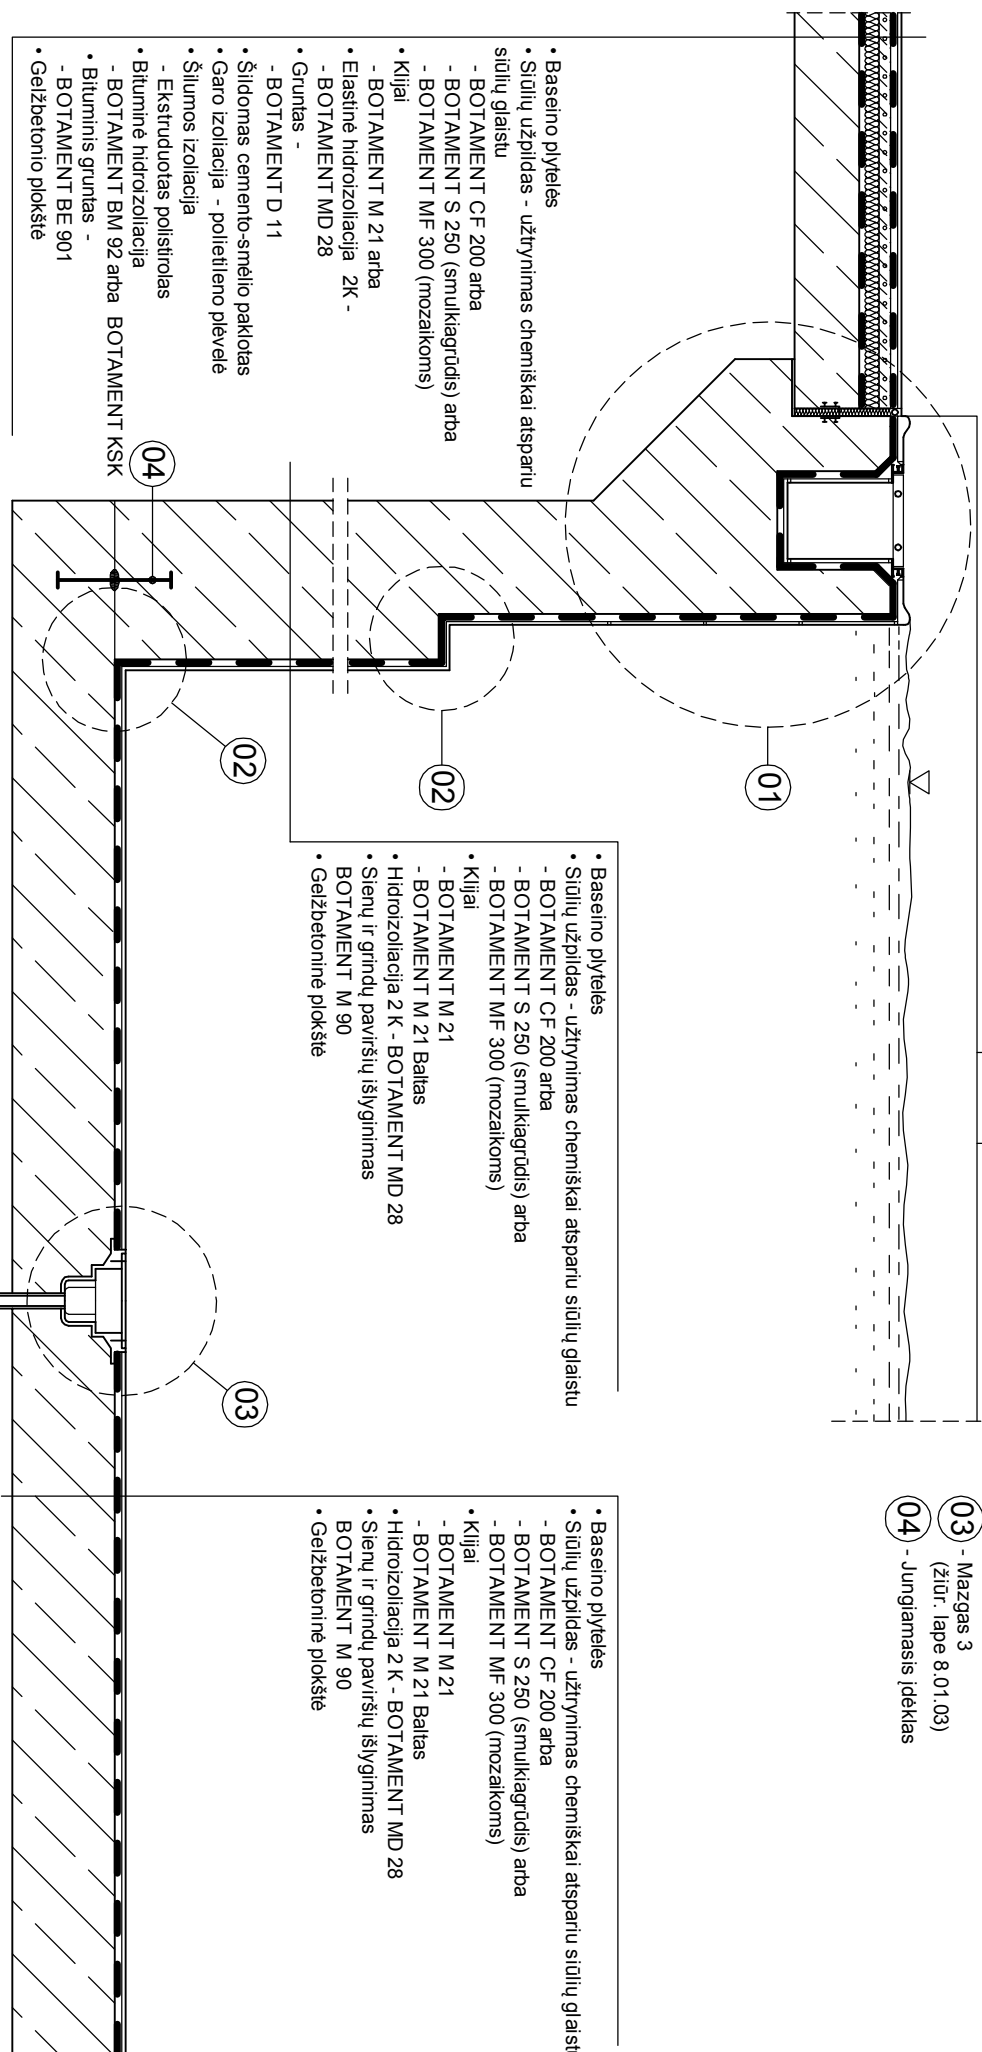 • Baseino plytelės
• Siūlių užpildas - užtrynimas chemiškai atspariu
siūlių glaistu
- BOTAMENT CF 200 arba
- BOTAMENT S 250 (smulkiagrūdis) arba
- BOTAMENT MF 300 (mozaikoms)
• Klijai
- BOTAMENT M 21 arba
• Elastinė hidroizoliacija 2K -
- BOTAMENT MD 28
• Gruntas -
- BOTAMENT D 11
• Šildomas cemento-smėlio paklotas
• Garo izoliacija - polietileno plėvelė
• Šilumos izoliacija
- Ekstruduotas polistirolas
• Bituminė hidroizoliacija
- BOTAMENT BM 92 arba BOTAMENT KSK
• Bituminis gruntas -
- BOTAMENT BE 901
• Gelžbetonio plokštė
04
02
02
01
• Baseino plytelės
• Siūlių užpildas - užtrynimas chemiškai atspariu siūlių glaistu
- BOTAMENT CF 200 arba
- BOTAMENT S 250 (smulkiagrūdis) arba
- BOTAMENT MF 300 (mozaikoms)
• Klijai
- BOTAMENT M 21
- BOTAMENT M 21 Baltas
• Hidroizoliacija 2 K - BOTAMENT MD 28
• Sienų ir grindų paviršių išlyginimas
BOTAMENT M 90
• Gelžbetoninė plokštė
03
03 - Mazgas 3
(žiūr. lape 8.01.03)
04 - Jungiamasis įdėklas
• Baseino plytelės
• Siūlių užpildas - užtrynimas chemiškai atspariu siūlių glaistu
- BOTAMENT CF 200 arba
- BOTAMENT S 250 (smulkiagrūdis) arba
- BOTAMENT MF 300 (mozaikoms)
• Klijai
- BOTAMENT M 21
- BOTAMENT M 21 Baltas
• Hidroizoliacija 2 K - BOTAMENT MD 28
• Sienų ir grindų paviršių išlyginimas
BOTAMENT M 90
• Gelžbetoninė plokštė